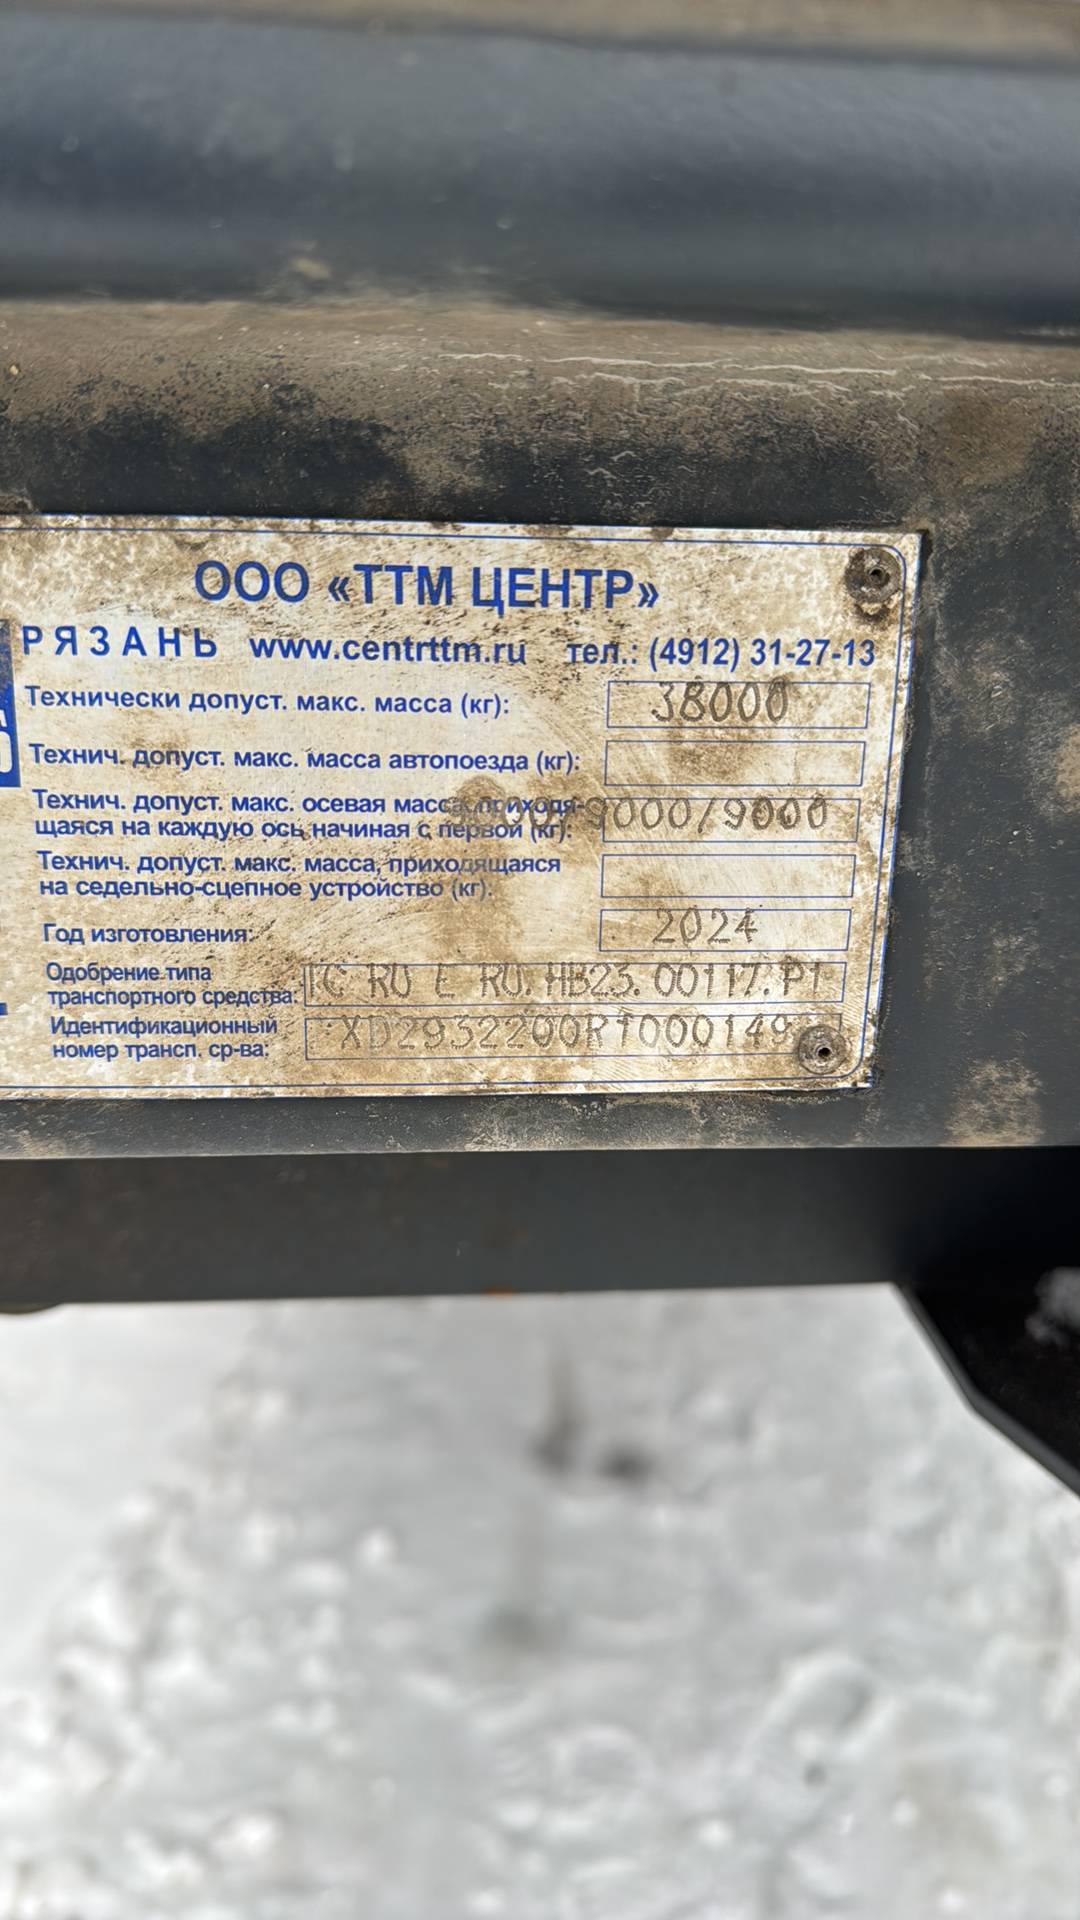 ООО «ТТМ ЦЕНТР»
РЯЗАНЬ www.centrttm.ru тел.: (4912) 31-27-13
Технически допуст. макс. масса (кг): 38000
Технич. допуст. макс. масса автопоезда (кг):
Технич. допуст. макс. осевая масса, приходя-
щаяся на каждую ось, начиная с первой (кг): 9000/9000/9000
Технич. допуст. макс. масса, приходящаяся
на седельно-сцепное устройство (кг):
Год изготовления: 2024
Одобрение типа
транспортного средства: ТС RU Е RU.НВ23.00117.Р1
Идентификационный
номер трансп. ср-ва: XD2932200R1000149